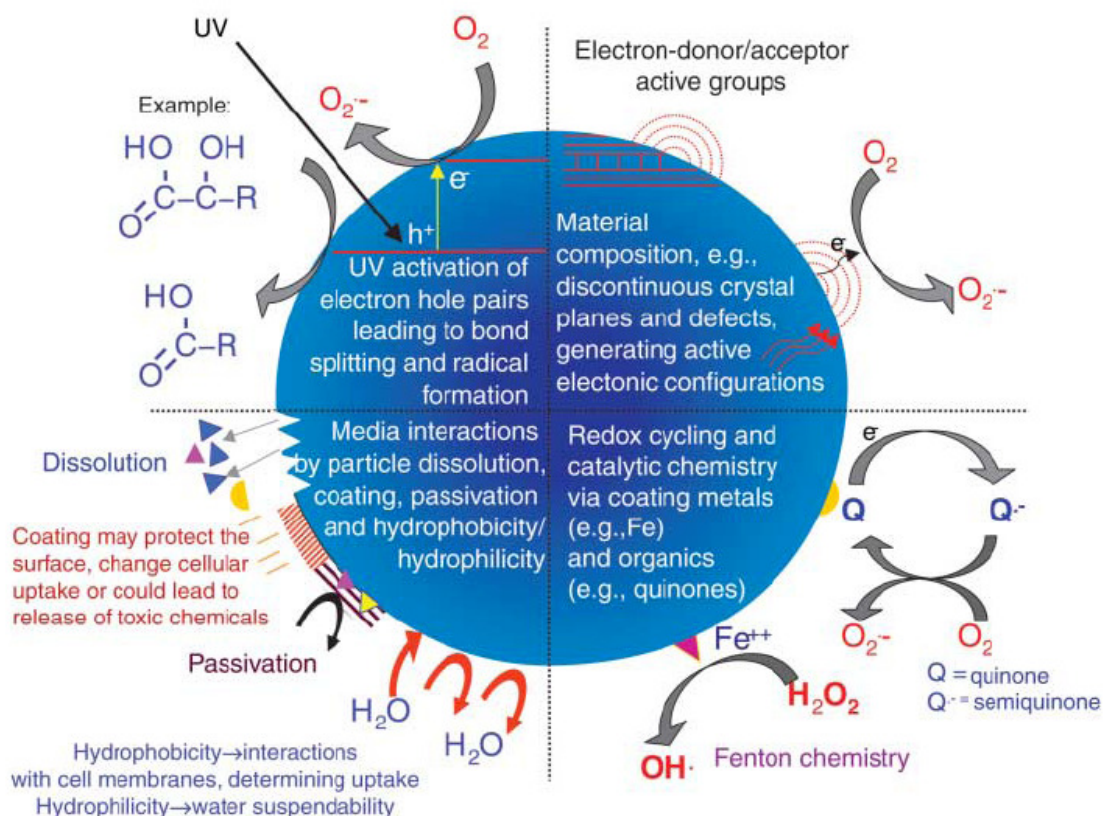 UV
O₂
O₂·-
Example:
HO OH
O C–C–R
HO
O C–R
e-
h+
UV activation of
electron hole pairs
leading to bond
splitting and radical
formation
Electron-donor/acceptor
active groups
Material
composition, e.g.,
discontinuous crystal
planes and defects,
generating active
electonic configurations
O₂
e-
O₂·-
Dissolution
Coating may protect the
surface, change cellular
uptake or could lead to
release of toxic chemicals
Passivation
Media interactions
by particle dissolution,
coating, passivation
and hydrophobicity/
hydrophilicity
H₂O
H₂O
Hydrophobicity→interactions
with cell membranes, determining uptake
Hydrophilicity→water suspendability
Redox cycling and
catalytic chemistry
via coating metals
(e.g.,Fe)
and organics
(e.g., quinones)
e-
Q Q·-
O₂·- O₂
Q = quinone
Q·- = semiquinone
Fe++
H₂O₂
OH·
Fenton chemistry